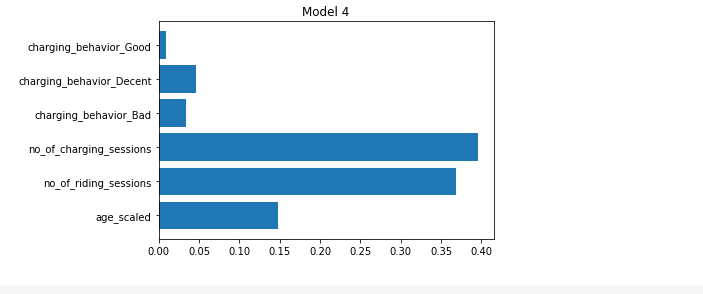 Model 4
charging_behavior_Good
charging_behavior_Decent
charging_behavior_Bad
no_of_charging_sessions
no_of_riding_sessions
age_scaled
0.00 0.05 0.10 0.15 0.20 0.25 0.30 0.35 0.40